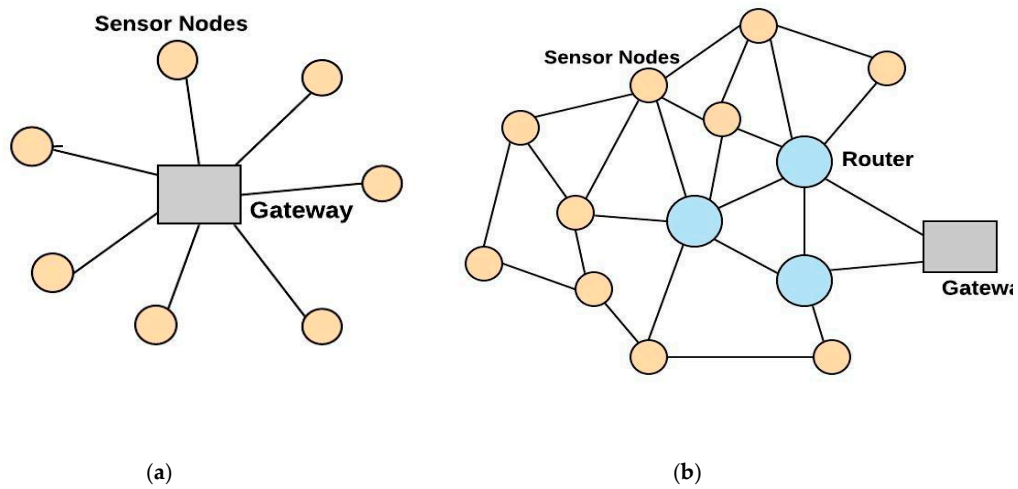 Sensor Nodes
Gateway
Sensor Nodes
Router
Gatewa
(a)
(b)